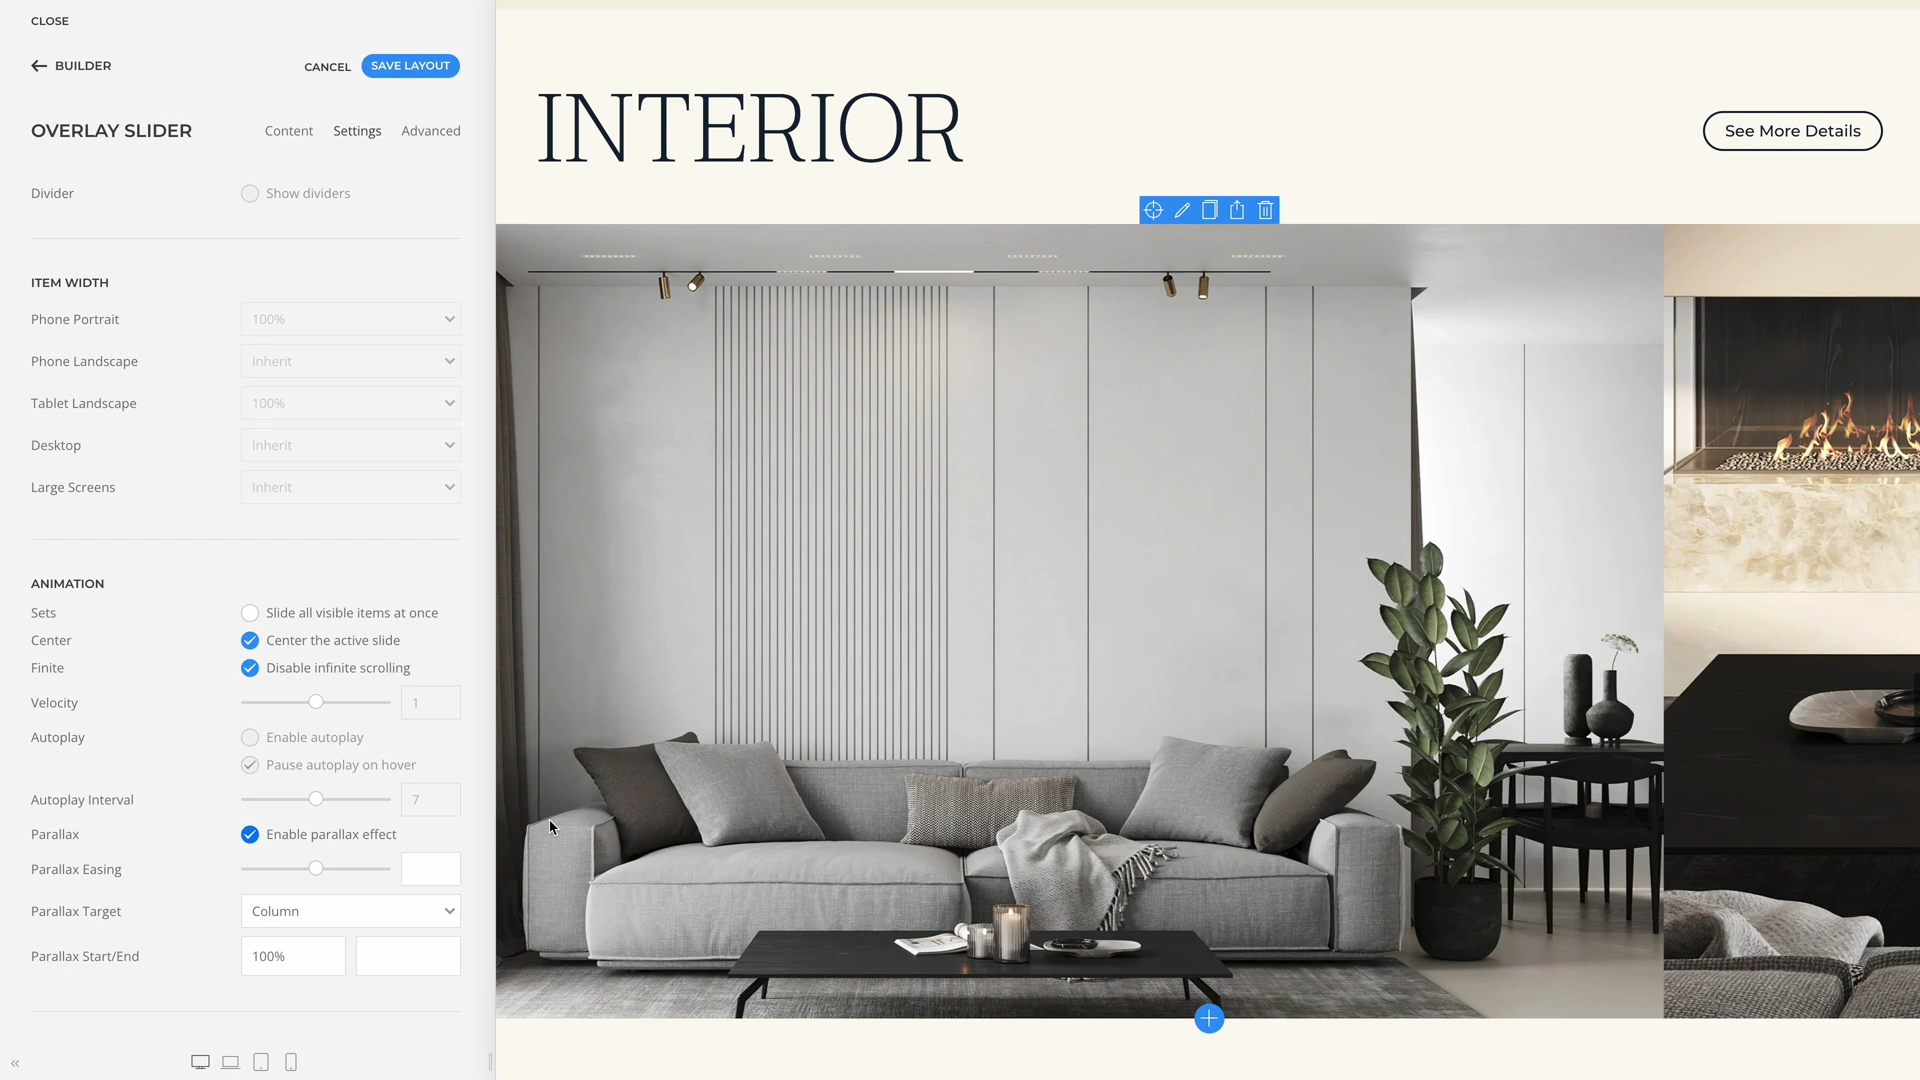 CLOSE
BUILDER
CANCEL
SAVE LAYOUT
OVERLAY SLIDER
Content
Settings
Advanced
Divider
Show dividers
ITEM WIDTH
Phone Portrait
100%
Phone Landscape
Inherit
Tablet Landscape
100%
Desktop
Inherit
Large Screens
Inherit
ANIMATION
Sets
Slide all visible items at once
Center
Center the active slide
Finite
Disable infinite scrolling
Velocity
1
Autoplay
Enable autoplay
Pause autoplay on hover
Autoplay Interval
7
Parallax
Enable parallax effect
Parallax Easing
Parallax Target
Column
Parallax Start/End
100%
INTERIOR
See More Details